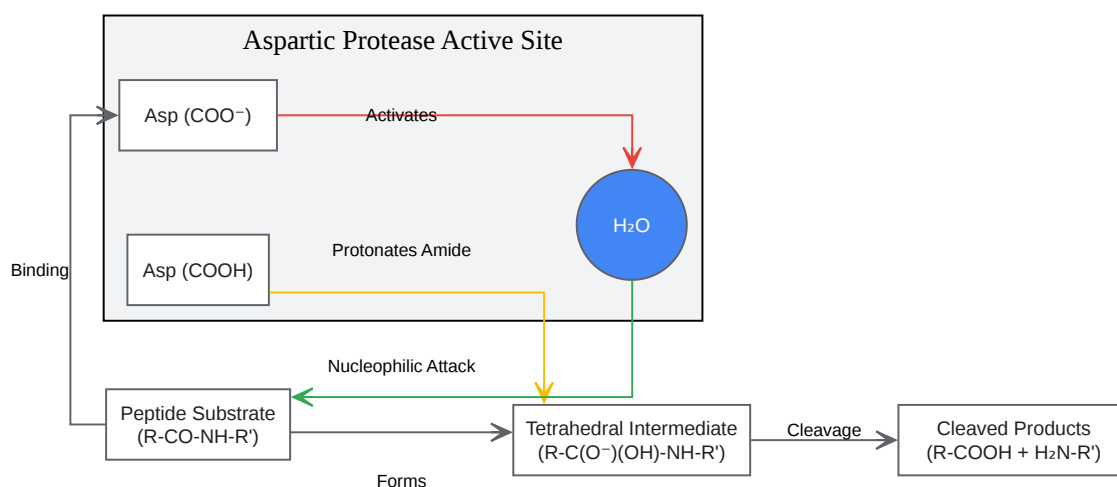 Aspartic Protease Active Site
Asp (COO⁻)
Activates
H₂O
Protonates Amide
Asp (COOH)
Binding
Nucleophilic Attack
Peptide Substrate
(R-CO-NH-R')
Tetrahedral Intermediate
(R-C(O⁻)(OH)-NH-R')
Cleavage
Cleaved Products
(R-COOH + H₂N-R')
Forms